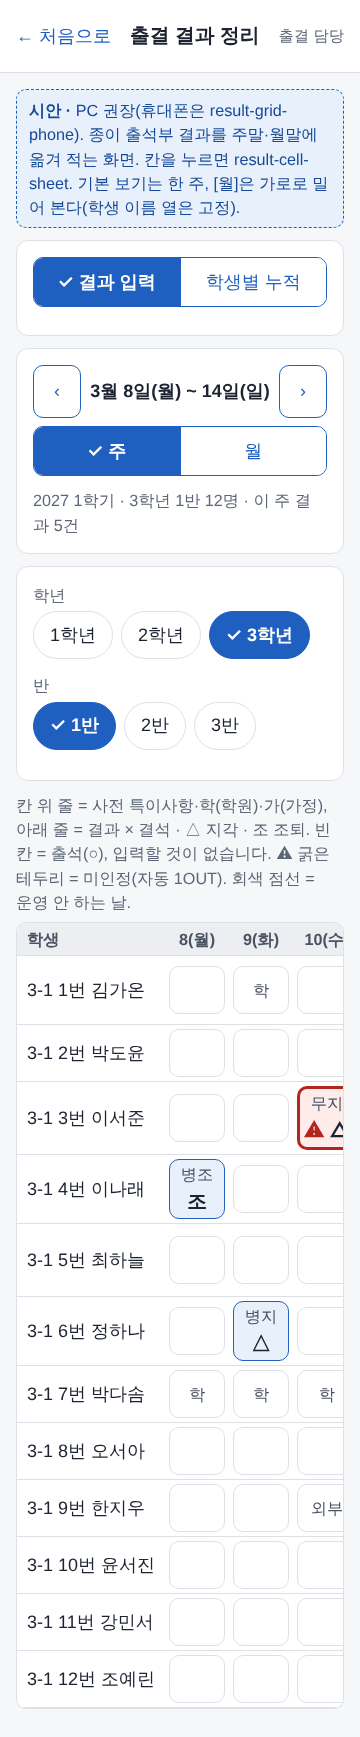 ← 처음으로 출결 결과 정리 출결 담당
시안 · PC 권장(휴대폰은 result-grid-
phone). 종이 출석부 결과를 주말·월말에
옮겨 적는 화면. 칸을 누르면 result-cell-
sheet. 기본 보기는 한 주, [월]은 가로로 밀
어 본다(학생 이름 열은 고정).
✓ 결과 입력 학생별 누적
‹ 3월 8일(월) ~ 14일(일) ›
✓ 주 월
2027 1학기 · 3학년 1반 12명 · 이 주 결
과 5건
학년
1학년 2학년 ✓ 3학년
반
✓ 1반 2반 3반
칸 위 줄 = 사전 특이사항·학(학원)·가(가정),
아래 줄 = 결과 × 결석 · △ 지각 · 조 조퇴. 빈
칸 = 출석(○), 입력할 것이 없습니다. ⚠ 굵은
테두리 = 미인정(자동 1OUT). 회색 점선 =
운영 안 하는 날.
학생 8(월) 9(화) 10(수
3-1 1번 김가온 학
3-1 2번 박도윤
3-1 3번 이서준 무지
⚠ △
3-1 4번 이나래 병조
조
3-1 5번 최하늘
3-1 6번 정하나 병지
△
3-1 7번 박다솜 학 학 학
3-1 8번 오서아
3-1 9번 한지우 외부
3-1 10번 윤서진
3-1 11번 강민서
3-1 12번 조예린